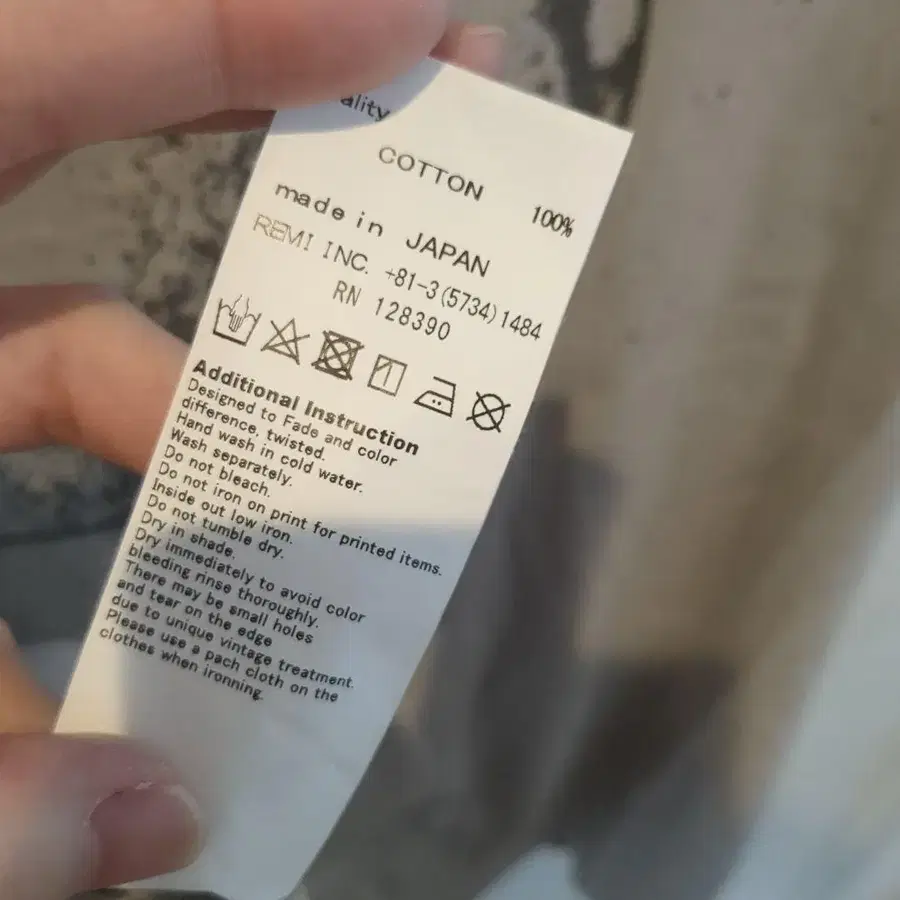 ality
COTTON
100%
made in JAPAN
REMI INC. +81-3(5734)1484
RN 128390
Additional Instruction
Designed to Fade and color
difference, twisted.
Hand wash in cold water.
Wash separately.
Do not bleach.
Do not iron on print for printed items.
Inside out low iron.
Do not tumble dry.
Dry in shade.
Dry immediately to avoid color
bleeding rinse thoroughly.
There may be small holes
and tear on the edge
due to unique vintage treatment.
Please use a pach cloth on the
clothes when ironning.